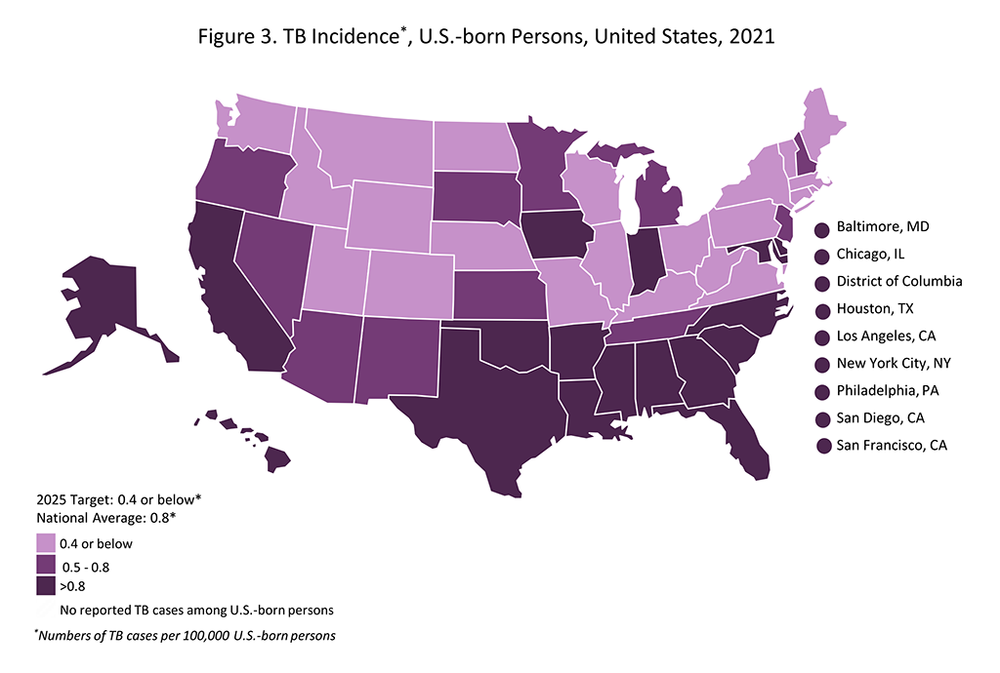 Figure 3. TB Incidence*, U.S.-born Persons, United States, 2021
Baltimore, MD
Chicago, IL
District of Columbia
Houston, TX
Los Angeles, CA
New York City, NY
Philadelphia, PA
San Diego, CA
San Francisco, CA
2025 Target: 0.4 or below*
National Average: 0.8*
0.4 or below
0.5 - 0.8
>0.8
No reported TB cases among U.S.-born persons
*Numbers of TB cases per 100,000 U.S.-born persons